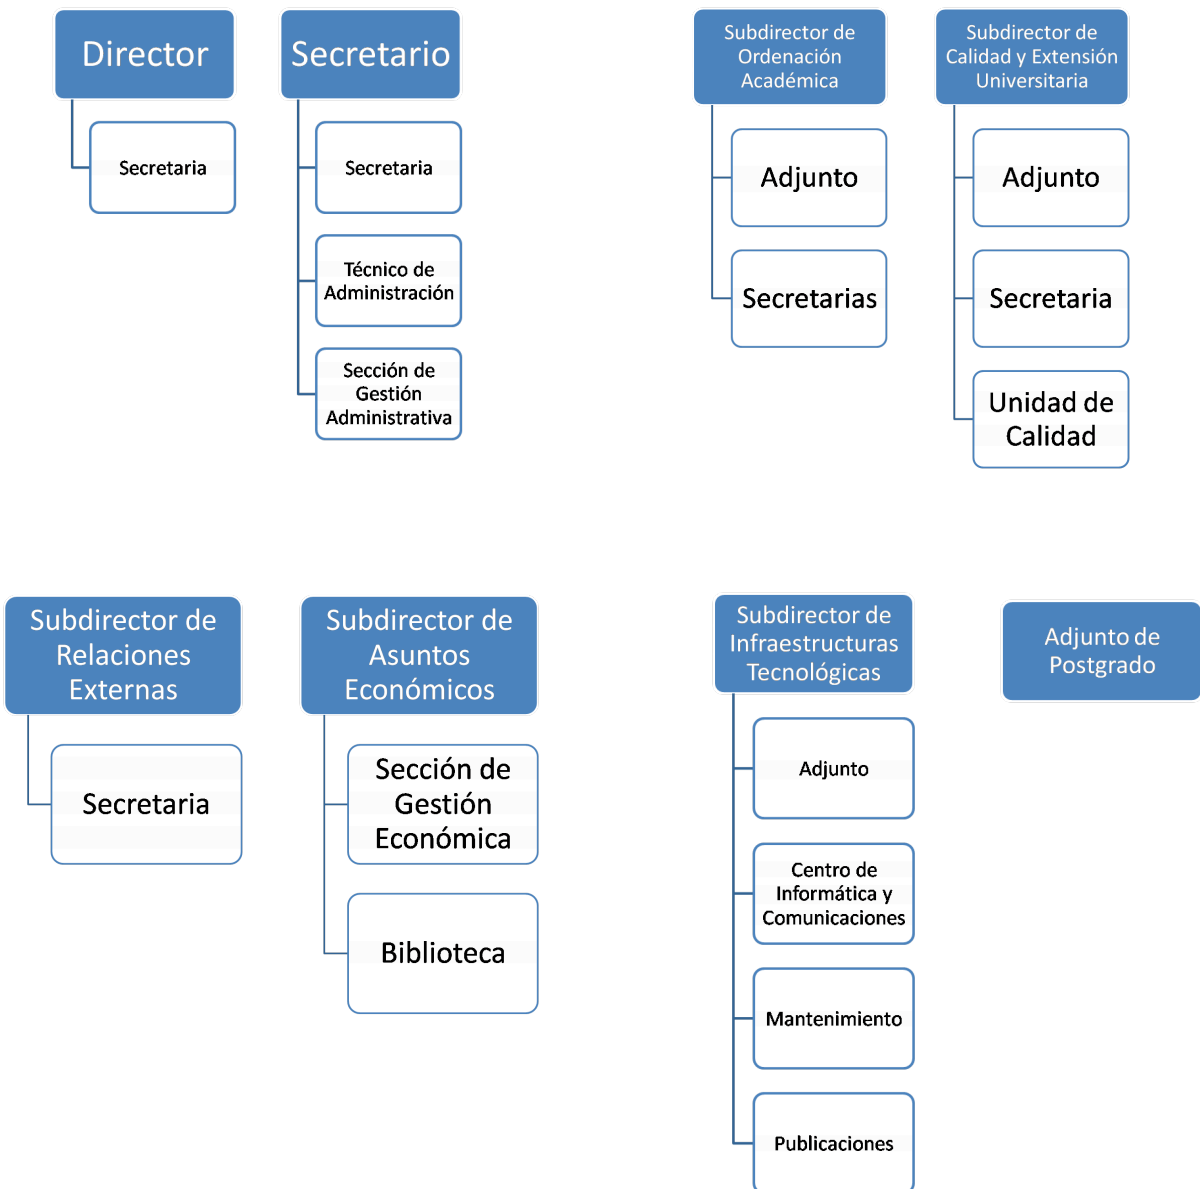 Director
Secretaria
Secretario
Secretaria
Técnico de
Administración
Sección de
Gestión
Administrativa
Subdirector de
Ordenación
Académica
Adjunto
Secretarias
Subdirector de
Calidad y Extensión
Universitaria
Adjunto
Secretaria
Unidad de
Calidad
Subdirector de
Relaciones
Externas
Secretaria
Subdirector de
Asuntos
Económicos
Sección de
Gestión
Económica
Biblioteca
Subdirector de
Infraestructuras
Tecnológicas
Adjunto
Centro de
Informática y
Comunicaciones
Mantenimiento
Publicaciones
Adjunto de
Postgrado